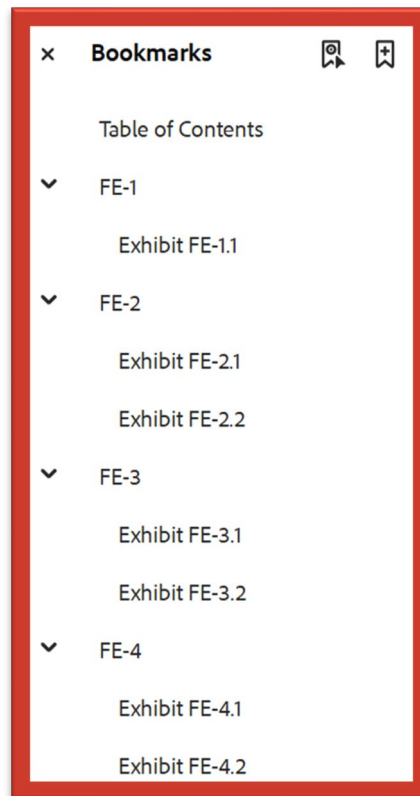 Bookmarks
Table of Contents
FE-1
Exhibit FE-1.1
FE-2
Exhibit FE-2.1
Exhibit FE-2.2
FE-3
Exhibit FE-3.1
Exhibit FE-3.2
FE-4
Exhibit FE-4.1
Exhibit FE-4.2